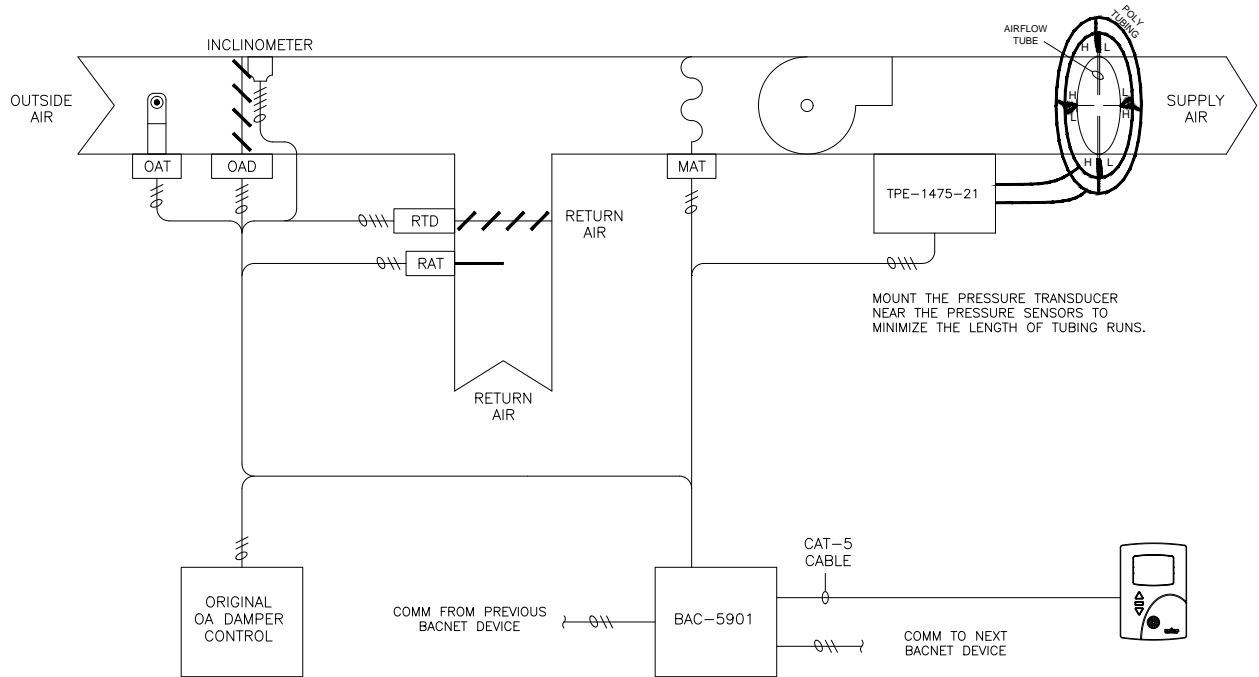 INCLINOMETER
AIRFLOW
TUBE
POLY
TUBING
H
L
OUTSIDE
AIR
H
L
L
H
SUPPLY
AIR
H
L
OAT
OAD
MAT
TPE-1475-21
RTD
RETURN
AIR
RAT
MOUNT THE PRESSURE TRANSDUCER
NEAR THE PRESSURE SENSORS TO
MINIMIZE THE LENGTH OF TUBING RUNS.
RETURN
AIR
CAT-5
CABLE
ORIGINAL
OA DAMPER
CONTROL
COMM FROM PREVIOUS
BACNET DEVICE
BAC-5901
COMM TO NEXT
BACNET DEVICE